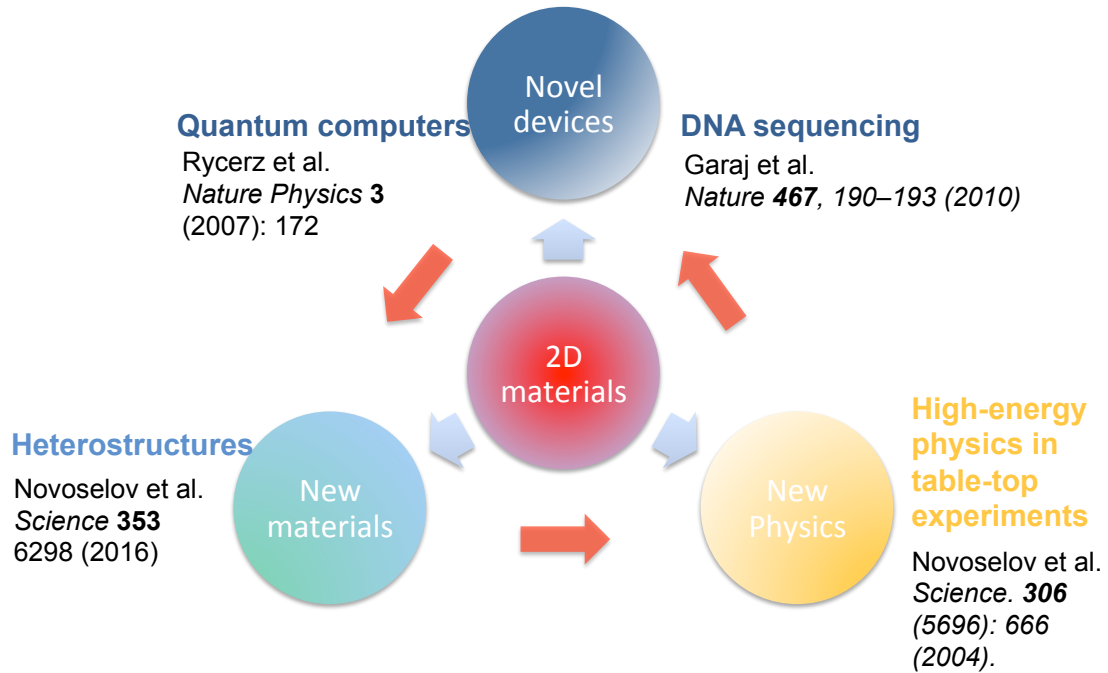 Novel
devices
Quantum computers
Rycerz et al.
Nature Physics 3
(2007): 172
DNA sequencing
Garaj et al.
Nature 467, 190–193 (2010)
2D
materials
Heterostructures
Novoselov et al.
Science 353
6298 (2016)
New
materials
New
Physics
High-energy
physics in
table-top
experiments
Novoselov et al.
Science. 306
(5696): 666
(2004).